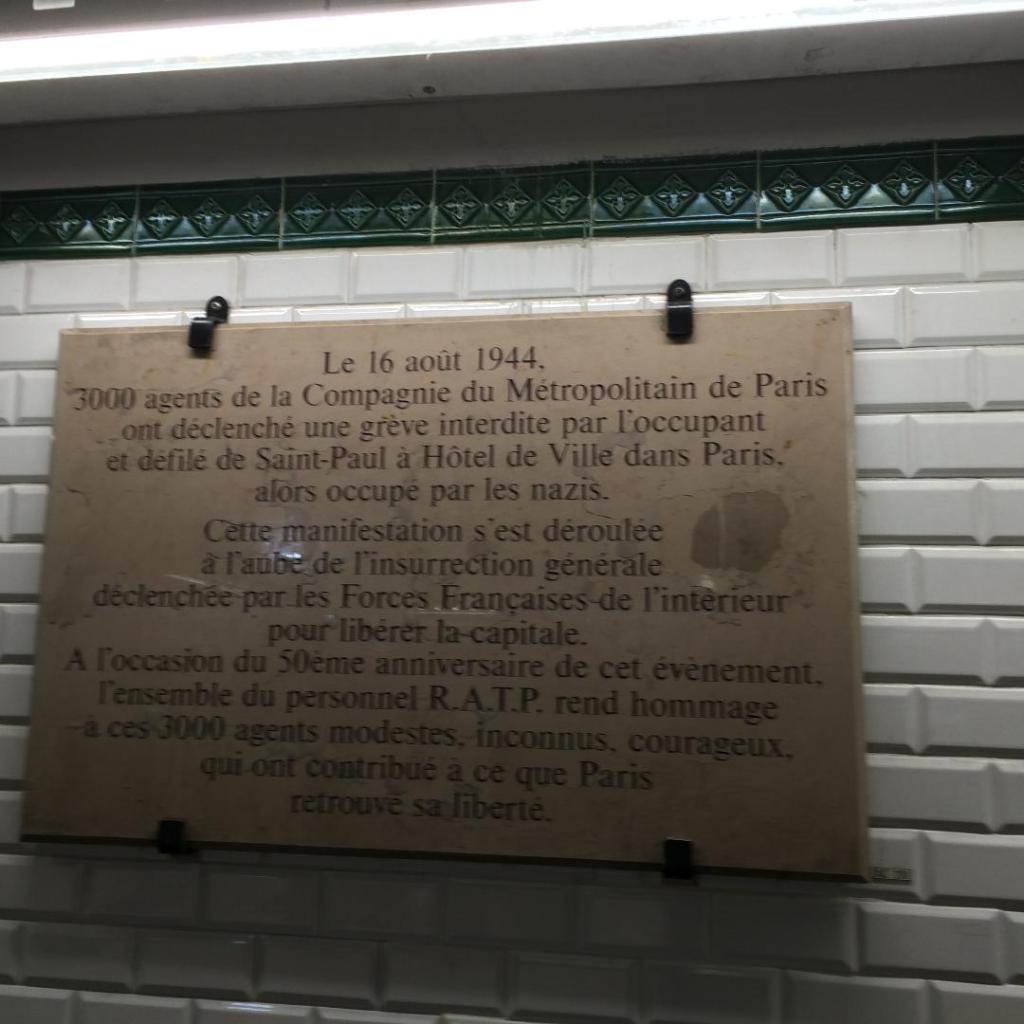 Le 16 août 1944,
3000 agents de la Compagnie du Métropolitain de Paris
ont déclenché une grève interdite par l'occupant
et défilé de Saint-Paul à Hôtel de Ville dans Paris,
alors occupé par les nazis.
Cette manifestation s'est déroulée
à l'aube de l'insurrection générale
déclenchée par les Forces Françaises de l'intérieur
pour libérer la capitale.
A l'occasion du 50ème anniversaire de cet évènement,
l'ensemble du personnel R.A.T.P. rend hommage
à ces 3000 agents modestes, inconnus, courageux,
qui ont contribué à ce que Paris
retrouve sa liberté.